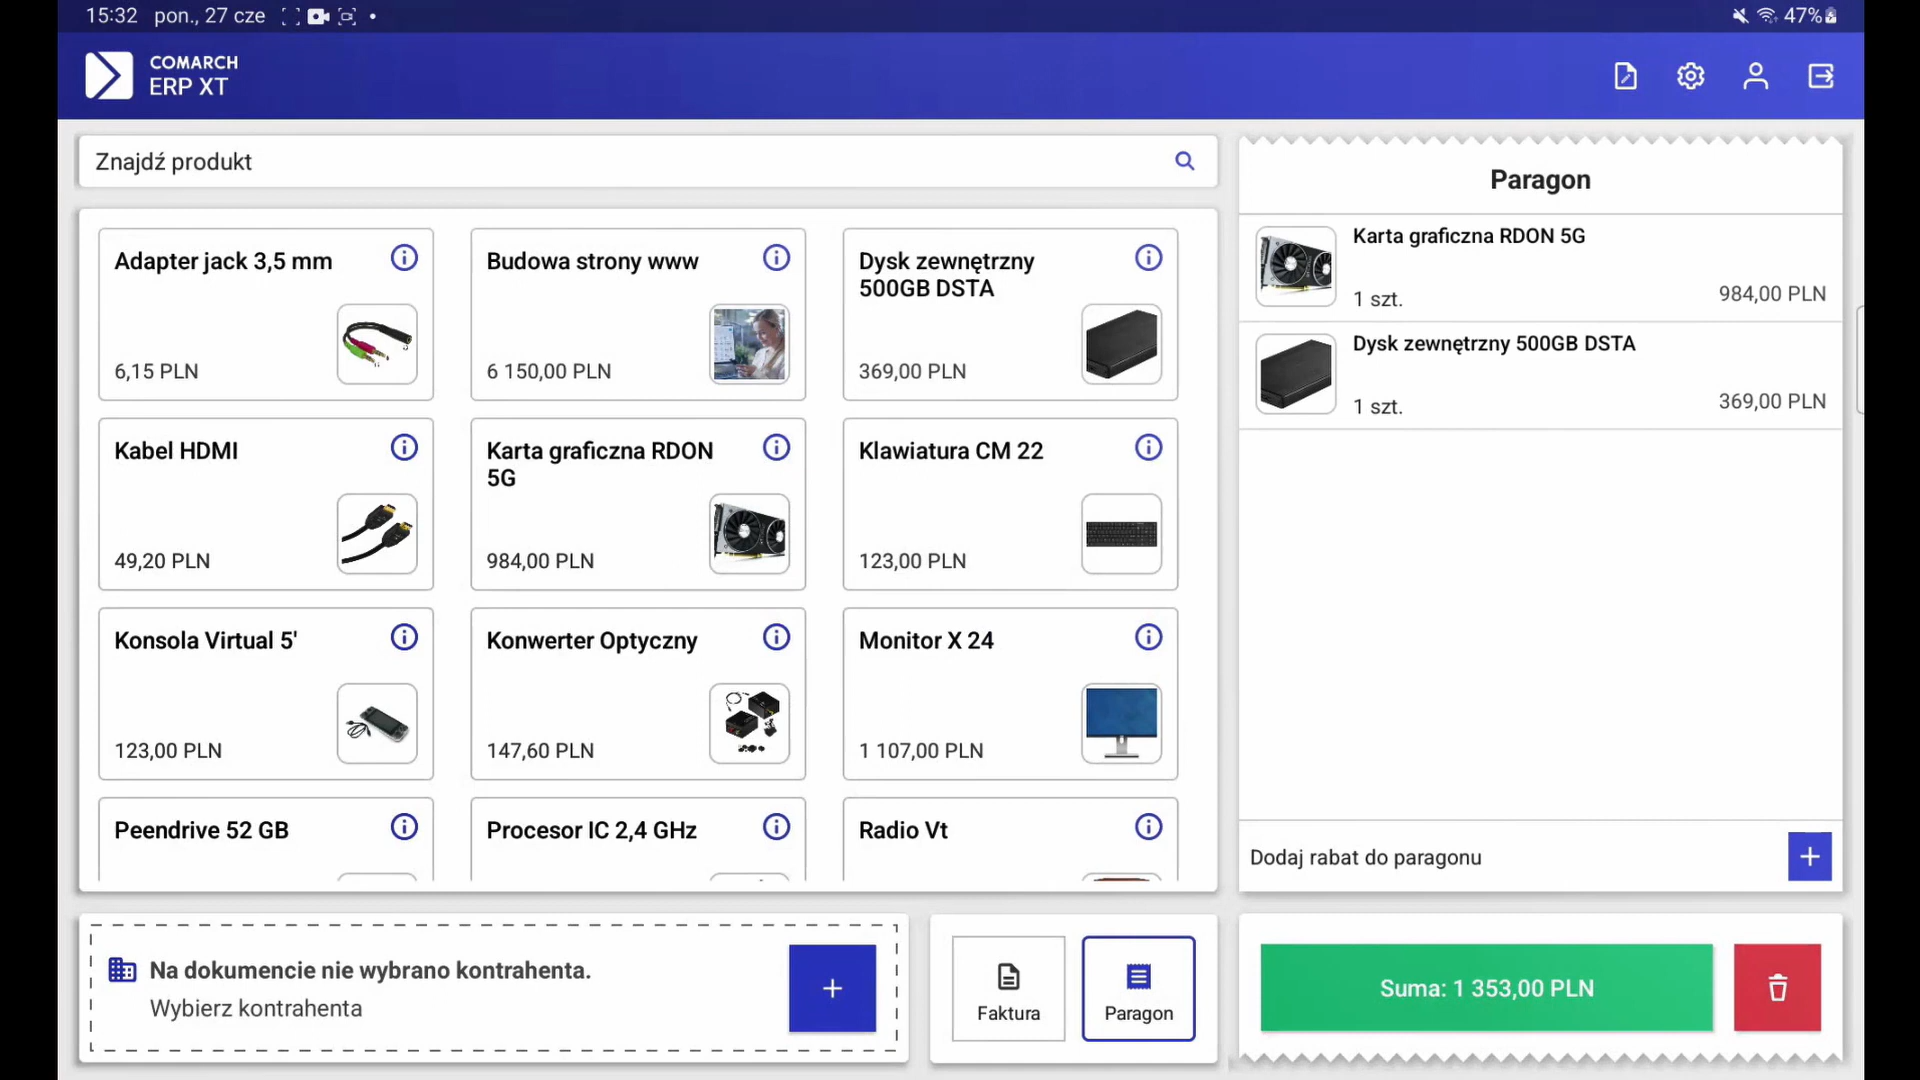 15:32 pon., 27 cze
47%
COMARCH
ERP XT
Znajdź produkt
Adapter jack 3,5 mm
6,15 PLN
Budowa strony www
6 150,00 PLN
Dysk zewnętrzny
500GB DSTA
369,00 PLN
Kabel HDMI
49,20 PLN
Karta graficzna RDON
5G
984,00 PLN
Klawiatura CM 22
123,00 PLN
Konsola Virtual 5'
123,00 PLN
Konwerter Optyczny
147,60 PLN
Monitor X 24
1 107,00 PLN
Peendrive 52 GB
Procesor IC 2,4 GHz
Radio Vt
Na dokumencie nie wybrano kontrahenta.
Wybierz kontrahenta
Faktura
Paragon
Paragon
Karta graficzna RDON 5G
1 szt.
984,00 PLN
Dysk zewnętrzny 500GB DSTA
1 szt.
369,00 PLN
Dodaj rabat do paragonu
Suma: 1 353,00 PLN